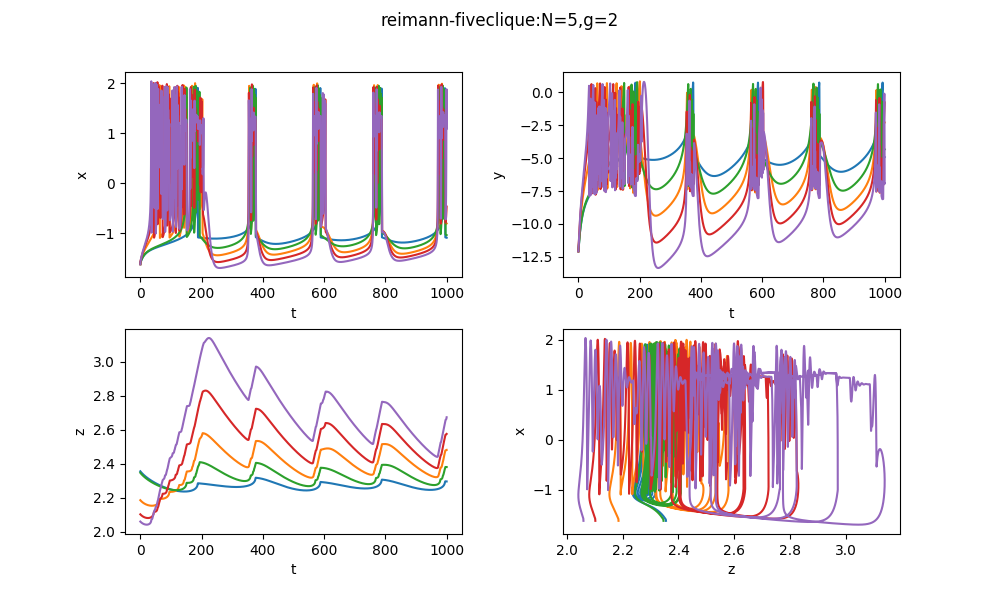 reimann-fiveclique:N=5,g=2
x
2
1
0
−1
0 200 400 600 800 1000
t
y
0.0
−2.5
−5.0
−7.5
−10.0
−12.5
0 200 400 600 800 1000
t
z
3.0
2.8
2.6
2.4
2.2
2.0
0 200 400 600 800 1000
t
x
2
1
0
−1
2.0 2.2 2.4 2.6 2.8 3.0
z